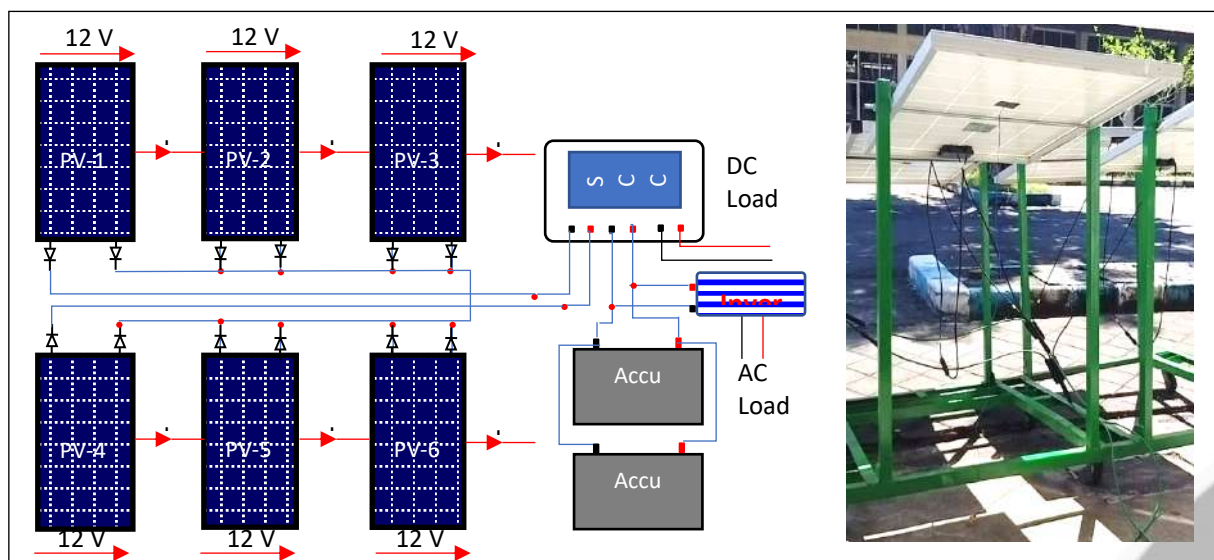 12 V
12 V
12 V
PV-1
PV-2
PV-3
S
C
C
DC
Load
PV-4
PV-5
PV-6
Accu
AC
Load
Accu
12 V
12 V
12 V